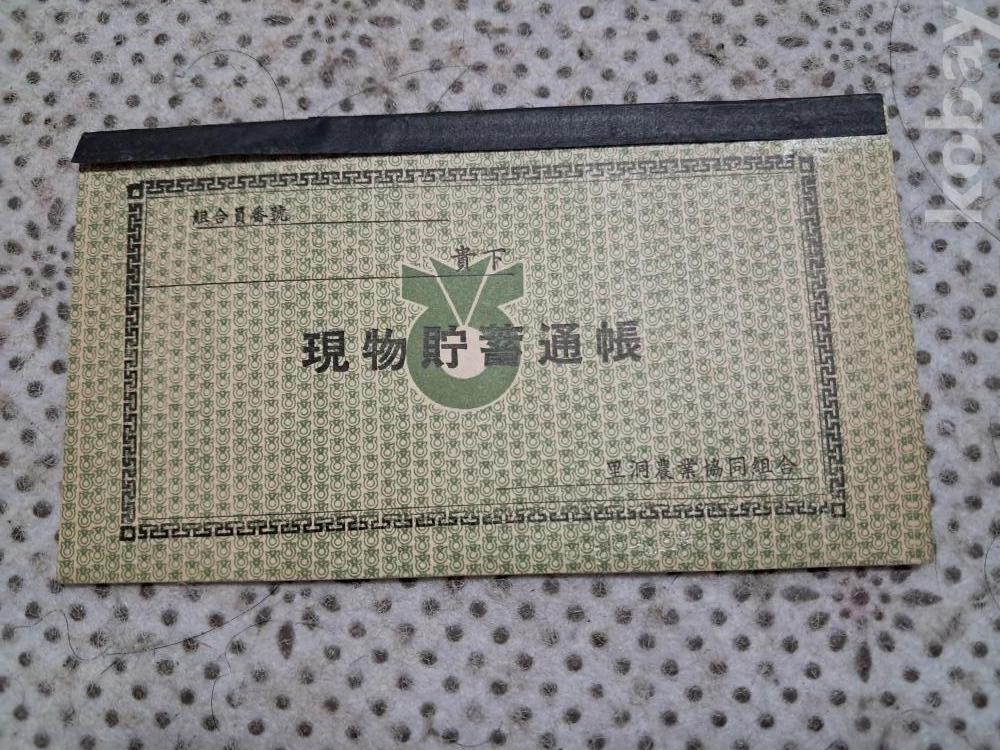 組合員番號
貴下
現物貯蓄通帳
里洞農業協同組合
kobay